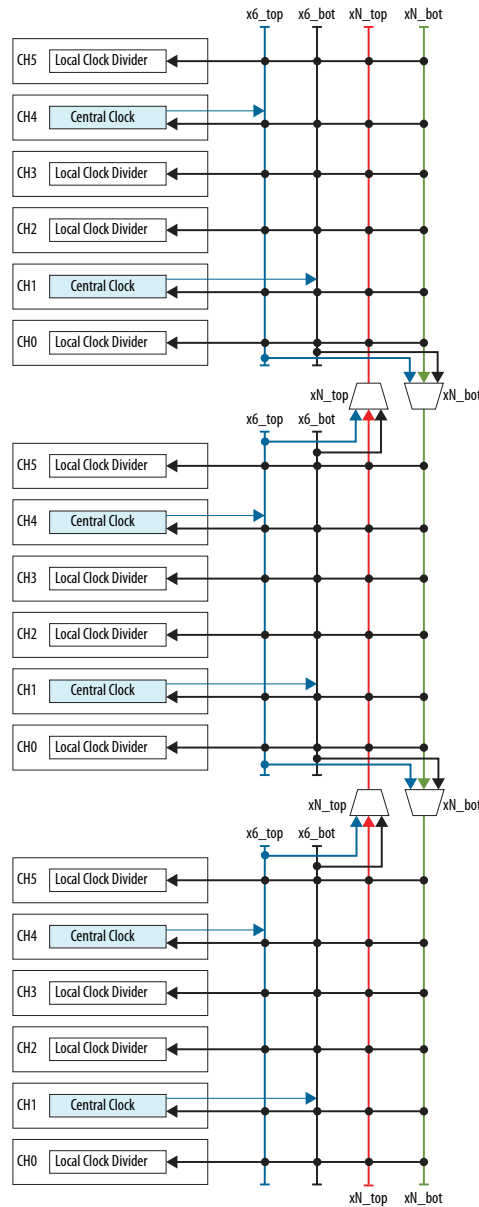 x6_top x6_bot xN_top xN_bot
CH5 Local Clock Divider
CH4 Central Clock
CH3 Local Clock Divider
CH2 Local Clock Divider
CH1 Central Clock
CH0 Local Clock Divider
xN_top xN_bot
x6_top x6_bot
CH5 Local Clock Divider
CH4 Central Clock
CH3 Local Clock Divider
CH2 Local Clock Divider
CH1 Central Clock
CH0 Local Clock Divider
xN_top xN_bot
x6_top x6_bot
CH5 Local Clock Divider
CH4 Central Clock
CH3 Local Clock Divider
CH2 Local Clock Divider
CH1 Central Clock
CH0 Local Clock Divider
xN_top xN_bot